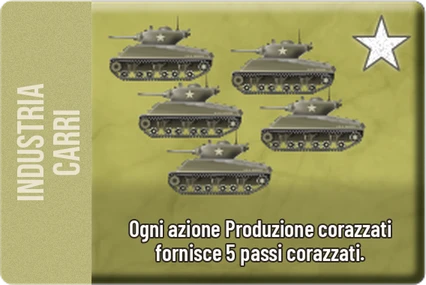 INDUSTRIA
CARRI
Ogni azione Produzione corazzati
fornisce 5 passi corazzati.